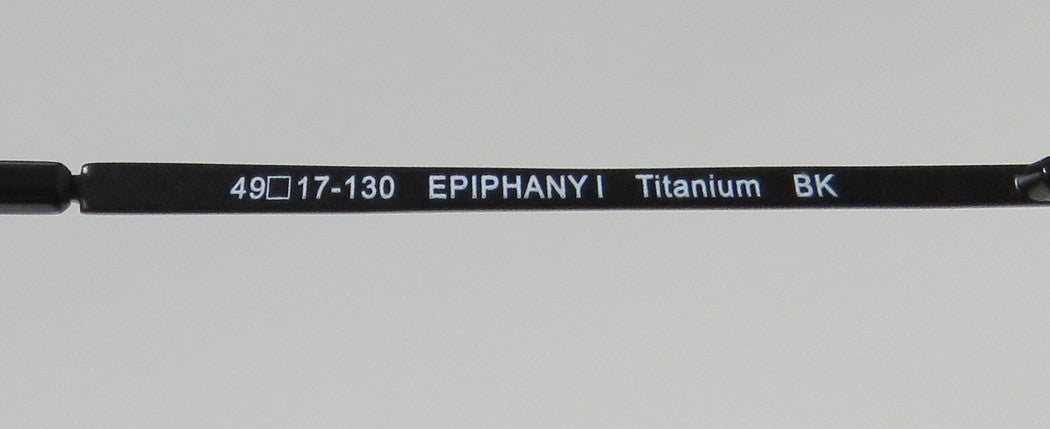 49□17-130 EPIPHANY I Titanium BK